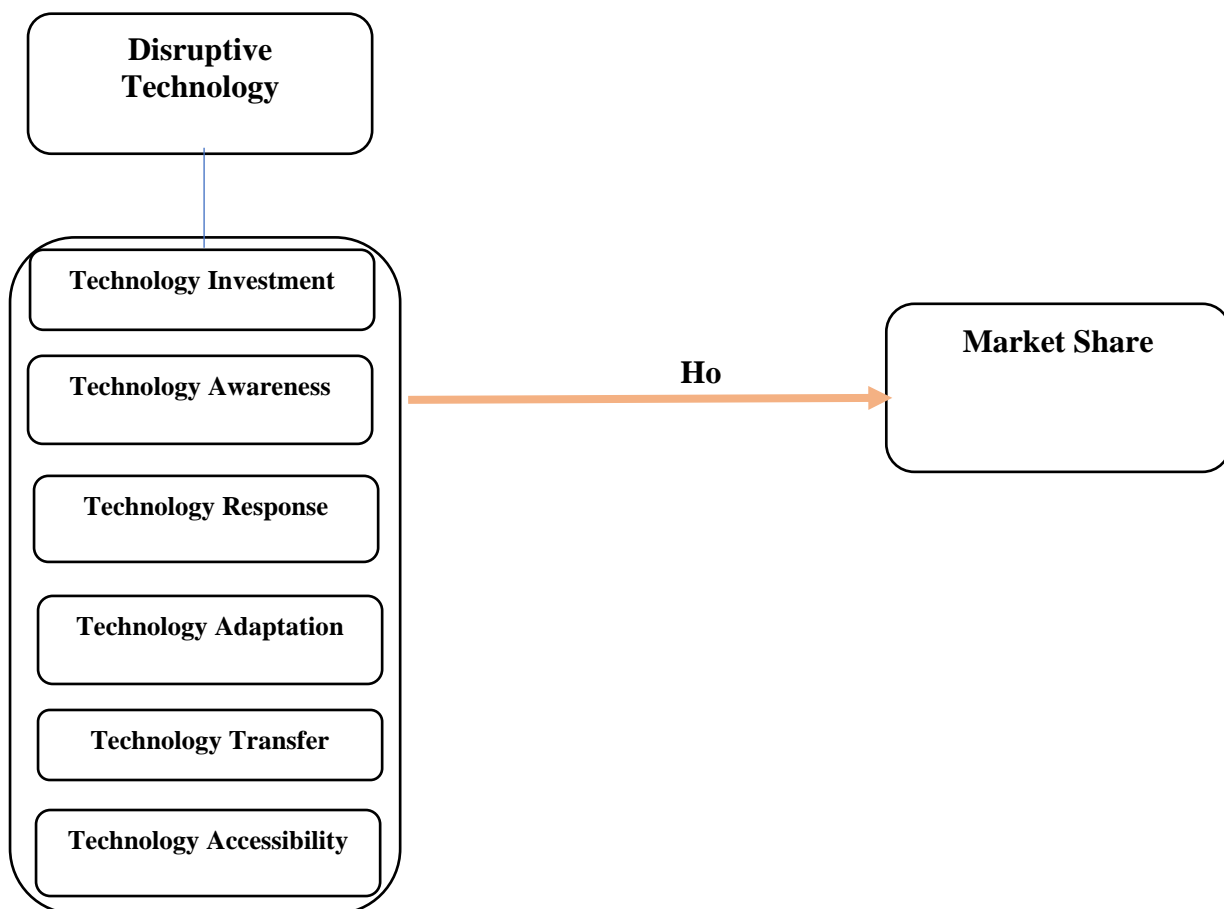 Disruptive
Technology
Technology Investment
Technology Awareness
Technology Response
Technology Adaptation
Technology Transfer
Technology Accessibility
Ho
Market Share